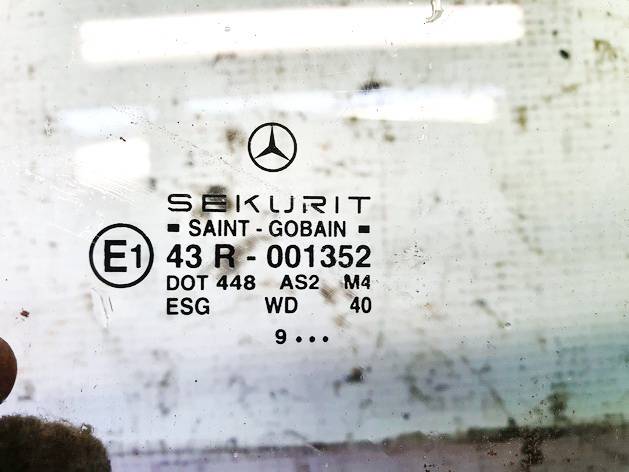 SEKURIT
▪ SAINT - GOBAIN ▪
E1 43 R - 001352
DOT 448 AS2 M4
ESG WD 40
9 •••